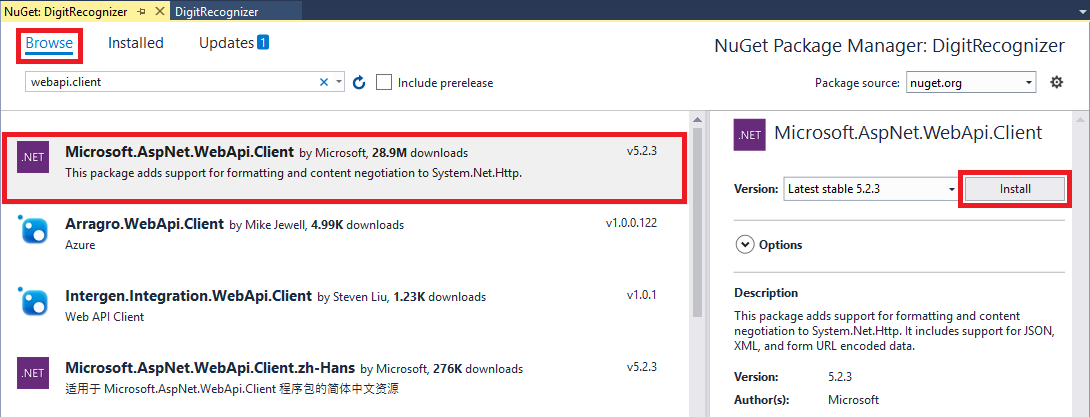 NuGet: DigitRecognizer
DigitRecognizer
Browse
Installed
Updates 1
NuGet Package Manager: DigitRecognizer
webapi.client
Include prerelease
Package source: nuget.org
.NET
Microsoft.AspNet.WebApi.Client by Microsoft, 28.9M downloads
v5.2.3
This package adds support for formatting and content negotiation to System.Net.Http.
Arragro.WebApi.Client by Mike Jewell, 4.99K downloads
v1.0.0.122
Azure
Intergen.Integration.WebApi.Client by Steven Liu, 1.23K downloads
v1.0.1
Web API Client
.NET
Microsoft.AspNet.WebApi.Client.zh-Hans by Microsoft, 276K downloads
v5.2.3
适用于 Microsoft.AspNet.WebApi.Client 程序包的简体中文资源
.NET
Microsoft.AspNet.WebApi.Client
Version: Latest stable 5.2.3
Install
Options
Description
This package adds support for formatting and content
negotiation to System.Net.Http. It includes support for JSON,
XML, and form URL encoded data.
Version: 5.2.3
Author(s): Microsoft